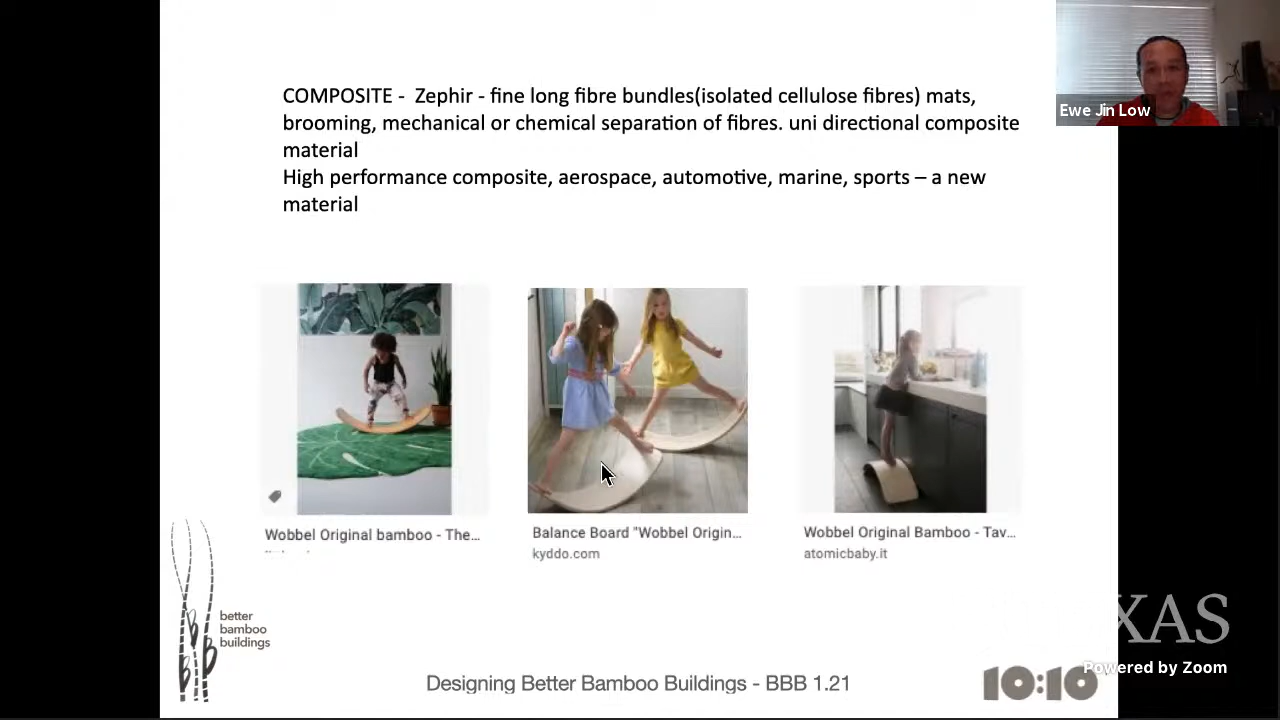 COMPOSITE -  Zephir - fine long fibre bundles(isolated cellulose fibres) mats,
brooming, mechanical or chemical separation of fibres. uni directional composite
material
High performance composite, aerospace, automotive, marine, sports – a new
material
Ewe Jin Low
Wobbel Original bamboo - The...
Balance Board "Wobbel Origin...
kyddo.com
Wobbel Original Bamboo - Tav...
atomicbaby.it
better
bamboo
buildings
Designing Better Bamboo Buildings - BBB 1.21
10:10
XAS
Powered by Zoom